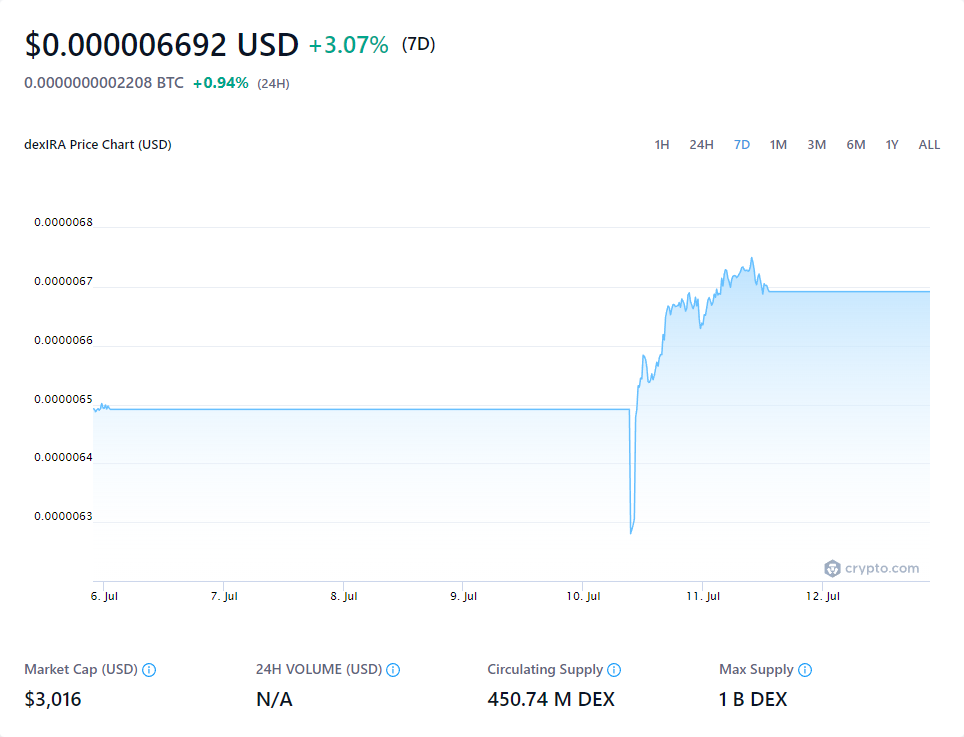 $0.000006692 USD +3.07% (7D)
0.0000000002208 BTC +0.94% (24H)
dexIRA Price Chart (USD) 1H 24H 7D 1M 3M 6M 1Y ALL
0.0000068
0.0000067
0.0000066
0.0000065
0.0000064
0.0000063
crypto.com
6. Jul 7. Jul 8. Jul 9. Jul 10. Jul 11. Jul 12. Jul
Market Cap (USD) 24H VOLUME (USD) Circulating Supply Max Supply
$3,016 N/A 450.74 M DEX 1 B DEX